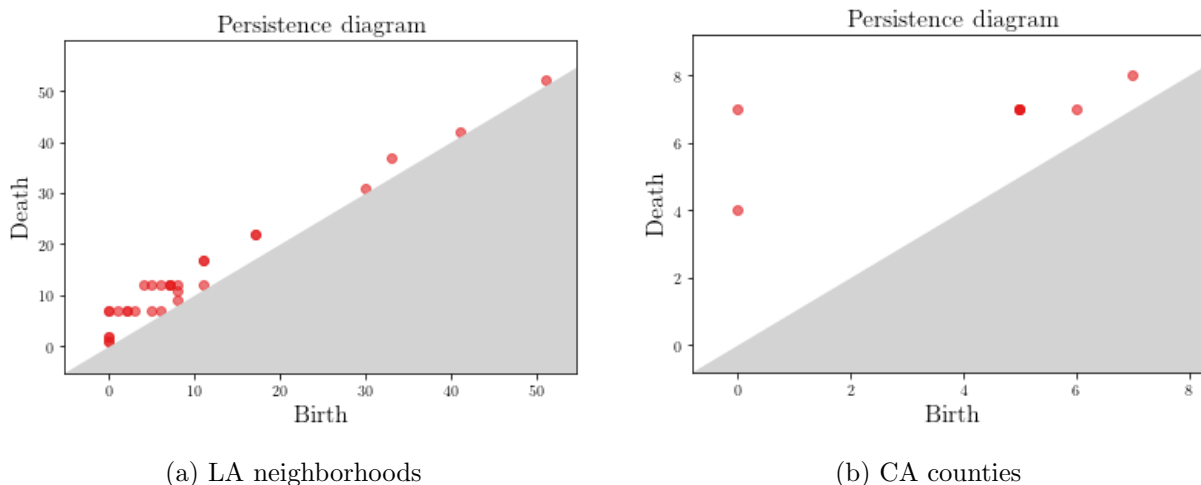 Persistence diagram
Death
50
40
30
20
10
0
0 10 20 30 40 50
Birth
(a) LA neighborhoods
Persistence diagram
Death
8
6
4
2
0
0 2 4 6 8
Birth
(b) CA counties